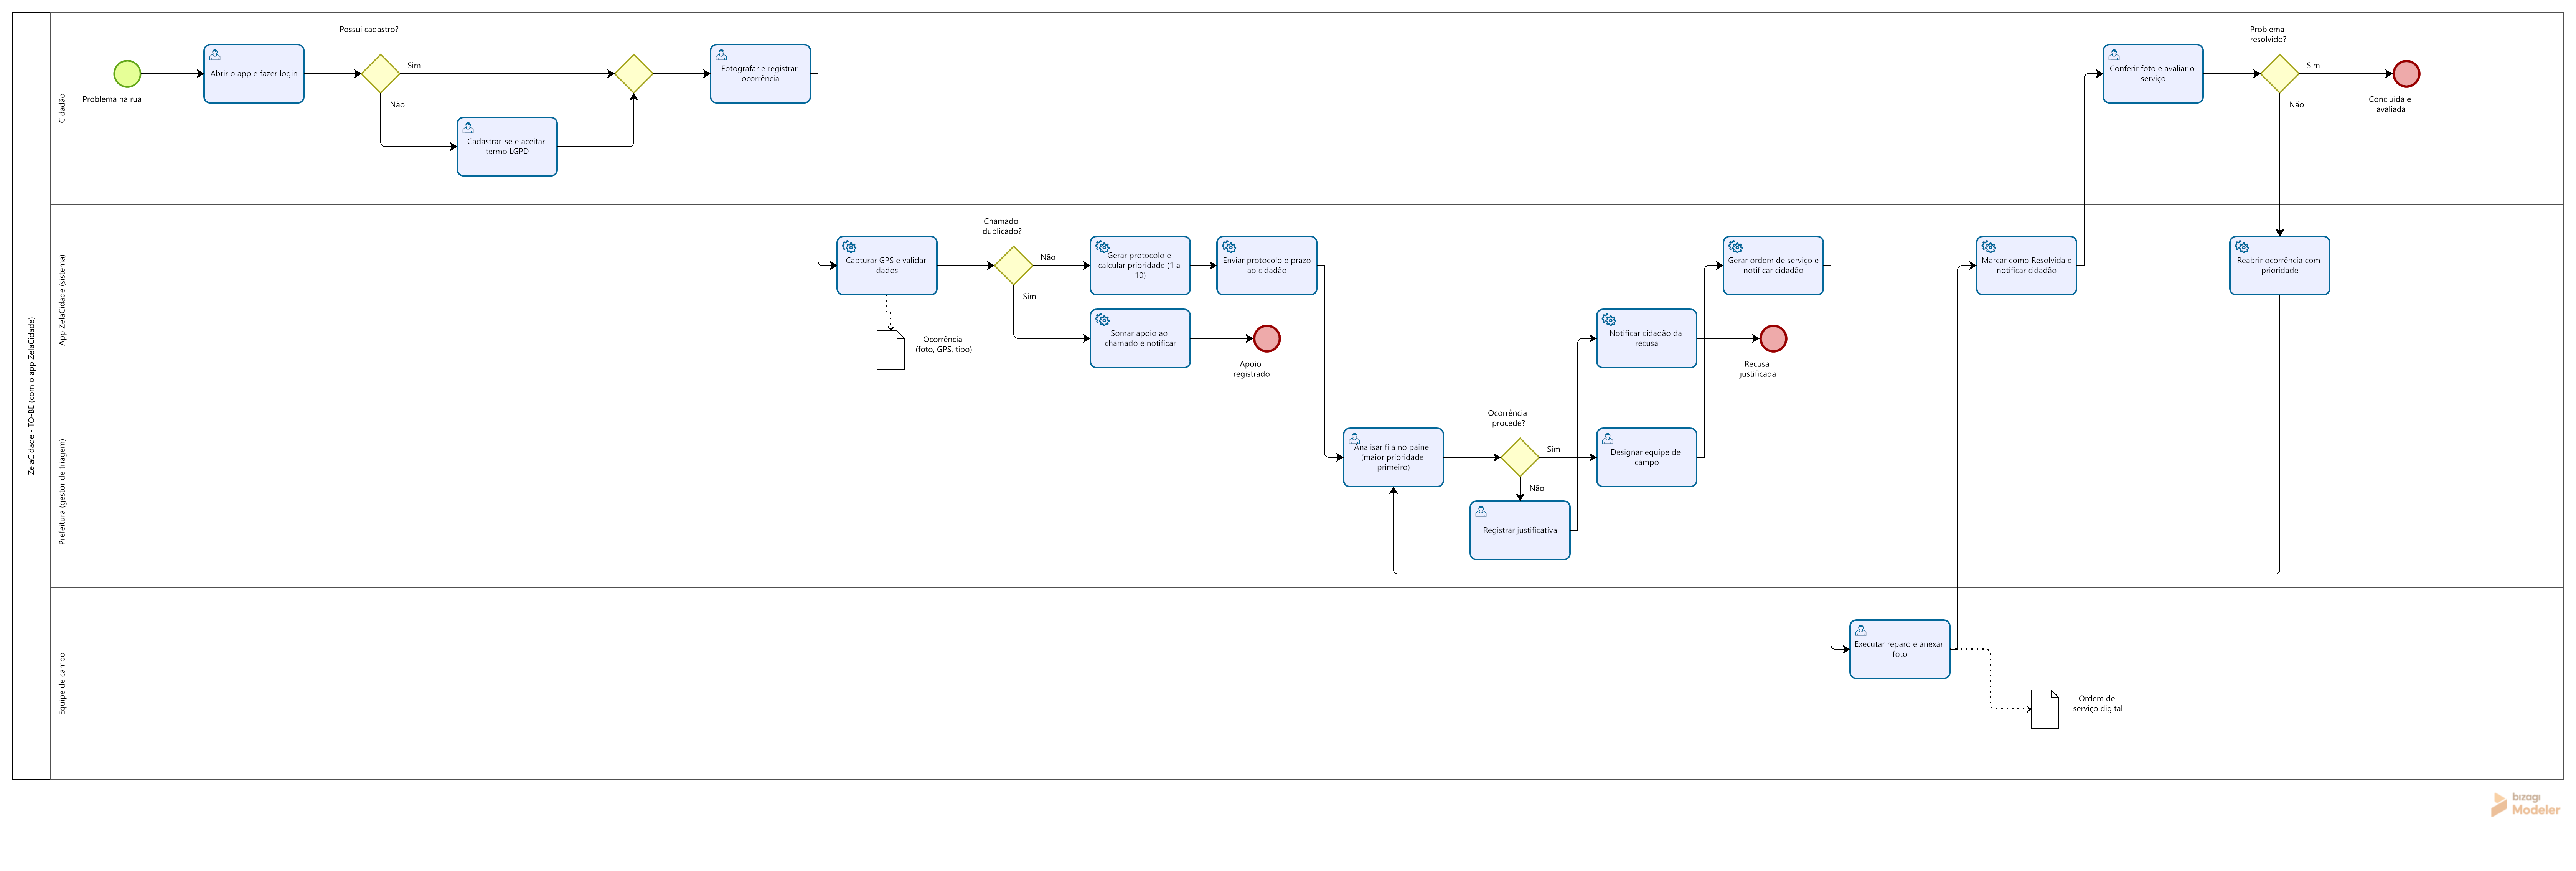 ZelaCidade - TO-BE (com o app ZelaCidade)
Cidadão
Problema na rua
Abrir o app e fazer login
Possui cadastro?
Sim
Não
Cadastrar-se e aceitar
termo LGPD
Fotografar e registrar
ocorrência
Conferir foto e avaliar o
serviço
Problema
resolvido?
Sim
Não
Concluída e
avaliada
App ZelaCidade (sistema)
Capturar GPS e validar
dados
Ocorrência
(foto, GPS, tipo)
Chamado
duplicado?
Não
Sim
Gerar protocolo e
calcular prioridade (1 a
10)
Enviar protocolo e prazo
ao cidadão
Somar apoio ao
chamado e notificar
Apoio
registrado
Notificar cidadão da
recusa
Recusa
justificada
Gerar ordem de serviço e
notificar cidadão
Marcar como Resolvida e
notificar cidadão
Reabrir ocorrência com
prioridade
Prefeitura (gestor de triagem)
Analisar fila no painel
(maior prioridade
primeiro)
Ocorrência
procede?
Sim
Não
Designar equipe de
campo
Registrar justificativa
Equipe de campo
Executar reparo e anexar
foto
Ordem de
serviço digital
bizagi
Modeler